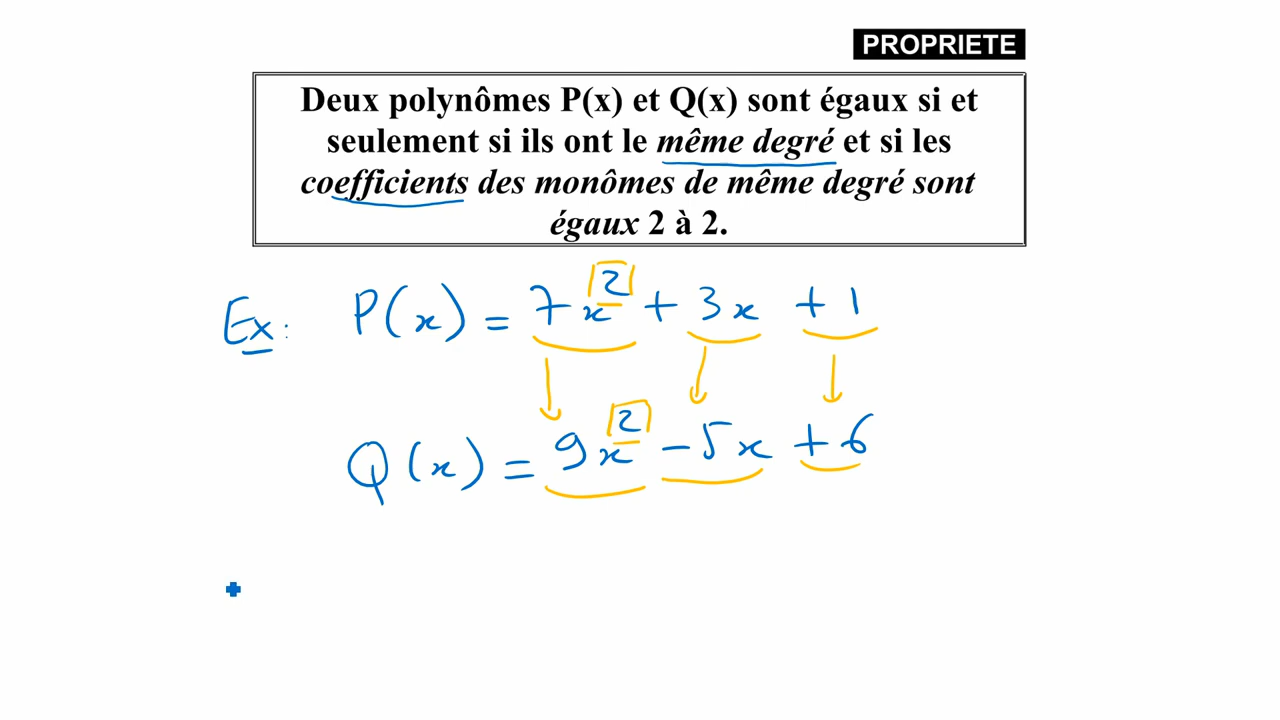 PROPRIETE
Deux polynômes P(x) et Q(x) sont égaux si et
seulement si ils ont le même degré et si les
coefficients des monômes de même degré sont
égaux 2 à 2.
Ex: P(x) = 7x² + 3x + 1
Q(x) = 9x² - 5x + 6